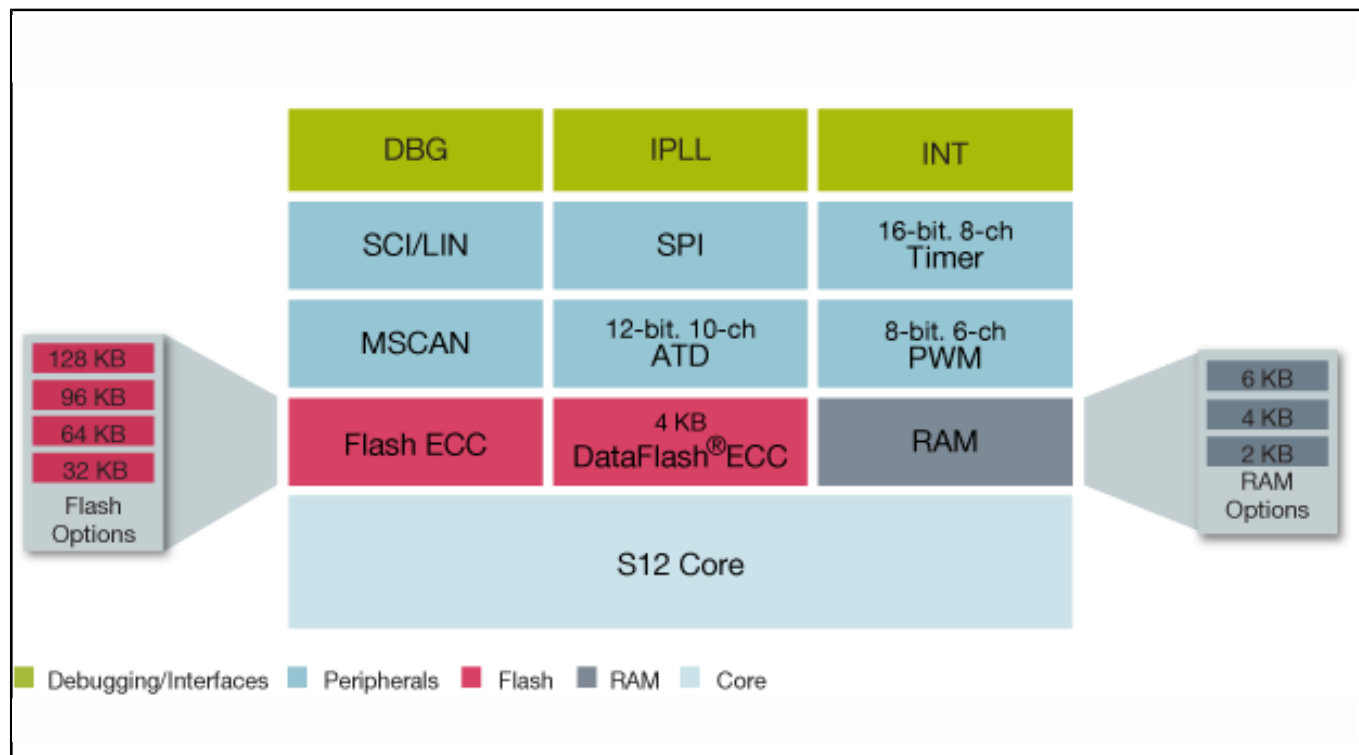 DBG
IPLL
INT
SCI/LIN
SPI
16-bit. 8-ch
Timer
MSCAN
12-bit. 10-ch
ATD
8-bit. 6-ch
PWM
128 KB
96 KB
64 KB
32 KB
Flash
Options
Flash ECC
4 KB
DataFlash®ECC
RAM
6 KB
4 KB
2 KB
RAM
Options
S12 Core
Debugging/Interfaces Peripherals Flash RAM Core